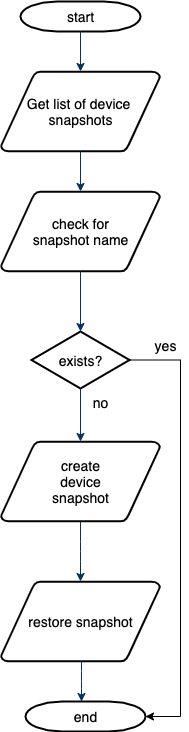 start
Get list of device
snapshots
check for
snapshot name
exists?
yes
no
create
device
snapshot
restore snapshot
end